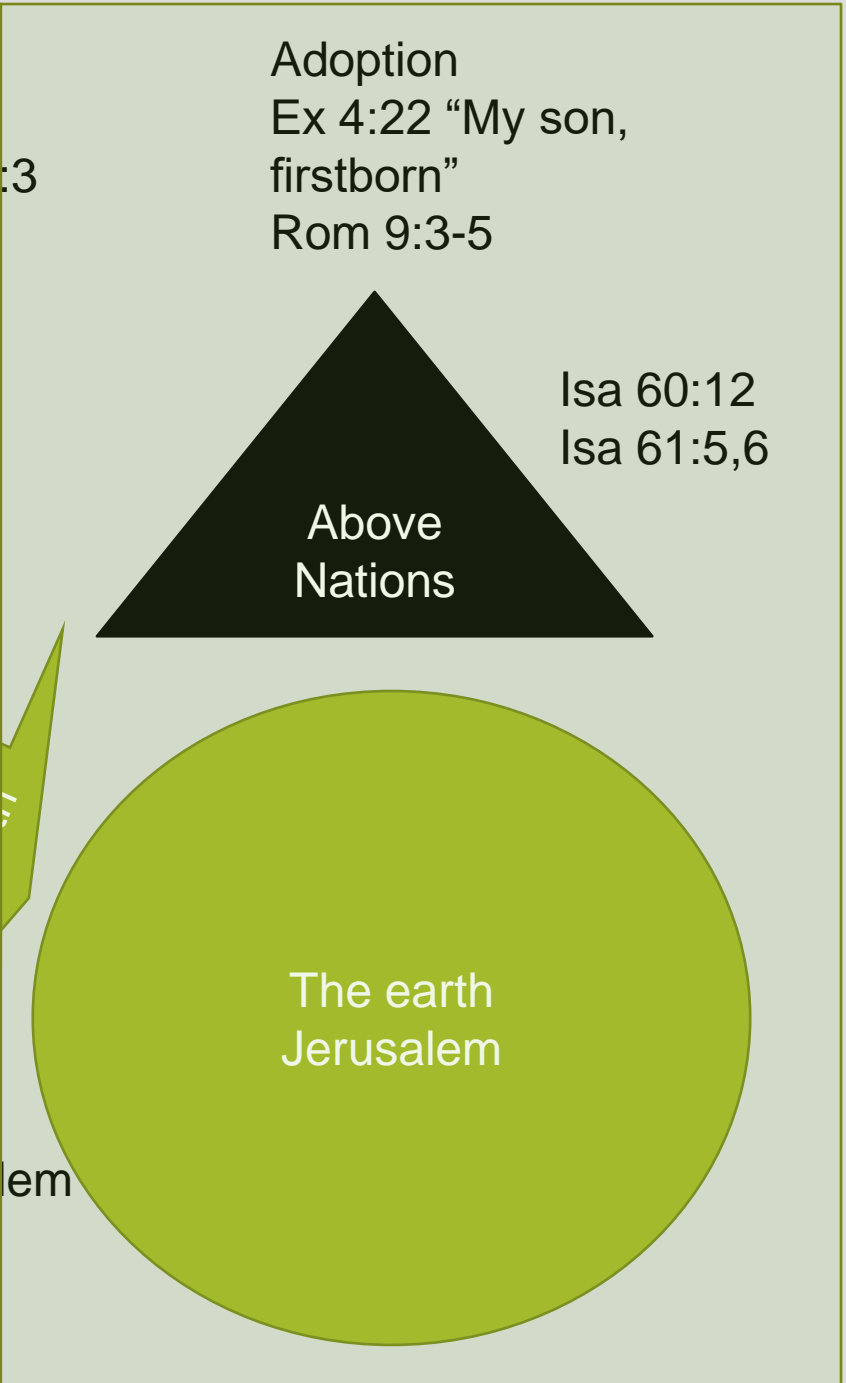 Adoption
Ex 4:22 “My son,
firstborn”
Rom 9:3-5
:3
Isa 60:12
Isa 61:5,6
Above
Nations
The earth
Jerusalem
lem